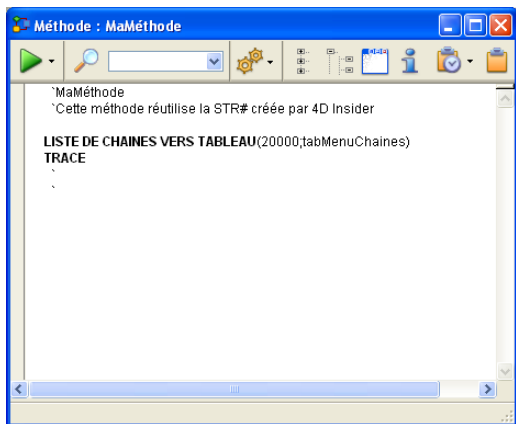 Méthode : MaMéthode
`MaMéthode
`Cette méthode réutilise la STR# créée par 4D Insider
LISTE DE CHAINES VERS TABLEAU(20000;tabMenuChaines)
TRACE
`
`